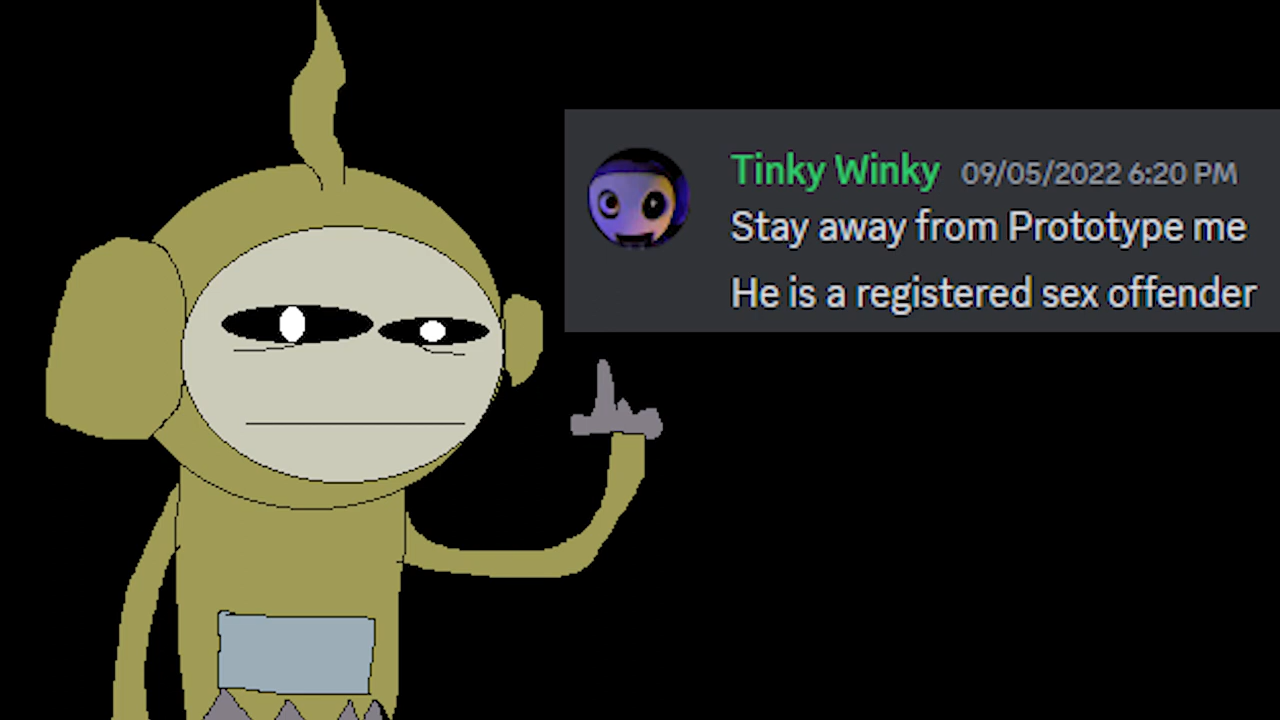 Tinky Winky 09/05/2022 6:20 PM
Stay away from Prototype me
He is a registered sex offender